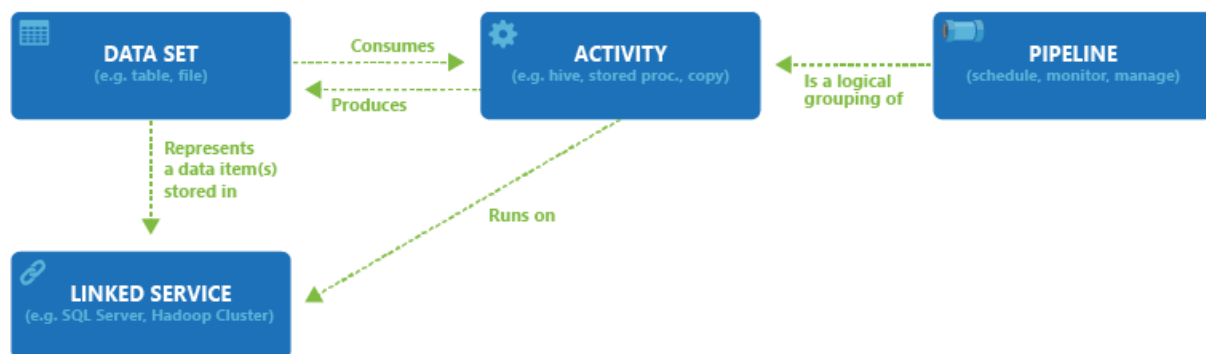 DATA SET
(e.g. table, file)
Consumes
Produces
ACTIVITY
(e.g. hive, stored proc., copy)
Is a logical
grouping of
PIPELINE
(schedule, monitor, manage)
Represents
a data item(s)
stored in
Runs on
LINKED SERVICE
(e.g. SQL Server, Hadoop Cluster)